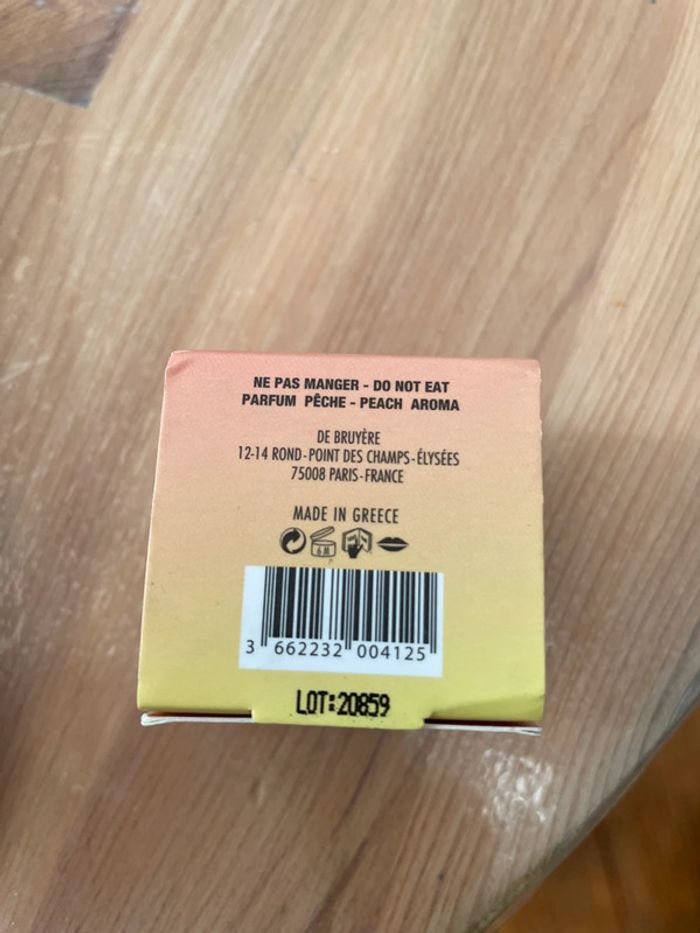 NE PAS MANGER - DO NOT EAT
PARFUM PÊCHE - PEACH AROMA
DE BRUYÈRE
12-14 ROND-POINT DES CHAMPS-ÉLYSÉES
75008 PARIS-FRANCE
MADE IN GREECE
6 M
3 662232 004125
LOT:20859